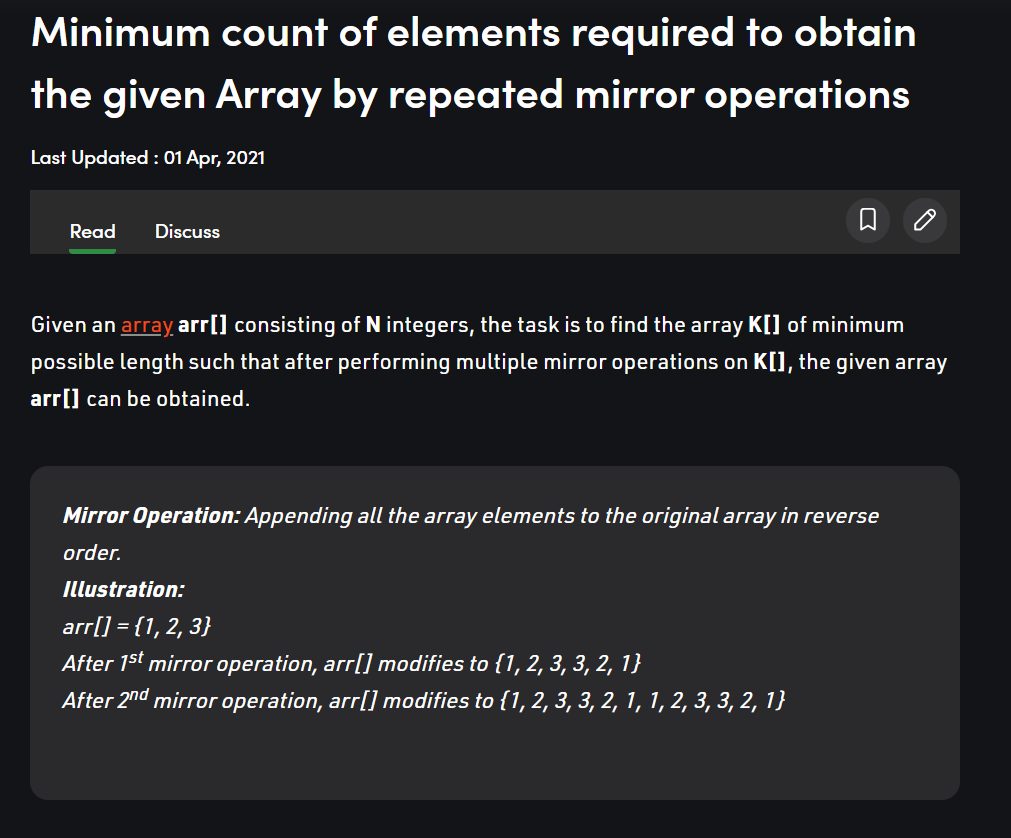 Minimum count of elements required to obtain
the given Array by repeated mirror operations
Last Updated : 01 Apr, 2021
Read Discuss
Given an array arr[] consisting of N integers, the task is to find the array K[] of minimum
possible length such that after performing multiple mirror operations on K[], the given array
arr[] can be obtained.
Mirror Operation: Appending all the array elements to the original array in reverse
order.
Illustration:
arr[] = {1, 2, 3}
After 1st mirror operation, arr[] modifies to {1, 2, 3, 3, 2, 1}
After 2nd mirror operation, arr[] modifies to {1, 2, 3, 3, 2, 1, 1, 2, 3, 3, 2, 1}